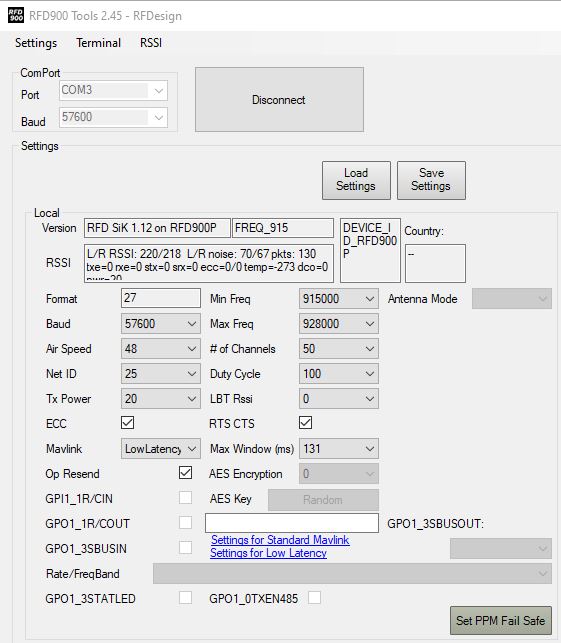 RFD 900 RFD900 Tools 2.45 - RFDesign
Settings Terminal RSSI
ComPort
Port COM3
Baud 57600
Disconnect
Settings
Load Settings
Save Settings
Local
Version RFD SiK 1.12 on RFD900P FREQ_915
DEVICE_I
D_RFD900
P
Country:
--
RSSI
L/R RSSI: 220/218 L/R noise: 70/67 pkts: 130
txe=0 rxe=0 stx=0 srx=0 ecc=0/0 temp=-273 dco=0
pwr=20
Format 27 Min Freq 915000 Antenna Mode
Baud 57600 Max Freq 928000
Air Speed 48 # of Channels 50
Net ID 25 Duty Cycle 100
Tx Power 20 LBT Rssi 0
ECC RTS CTS
Mavlink LowLatency Max Window (ms) 131
Op Resend AES Encryption 0
GPI1_1R/CIN AES Key Random
GPO1_1R/COUT GPO1_3SBUSOUT:
Settings for Standard Mavlink
GPO1_3SBUSIN Settings for Low Latency
Rate/FreqBand
GPO1_3STATLED GPO1_0TXEN485
Set PPM Fail Safe